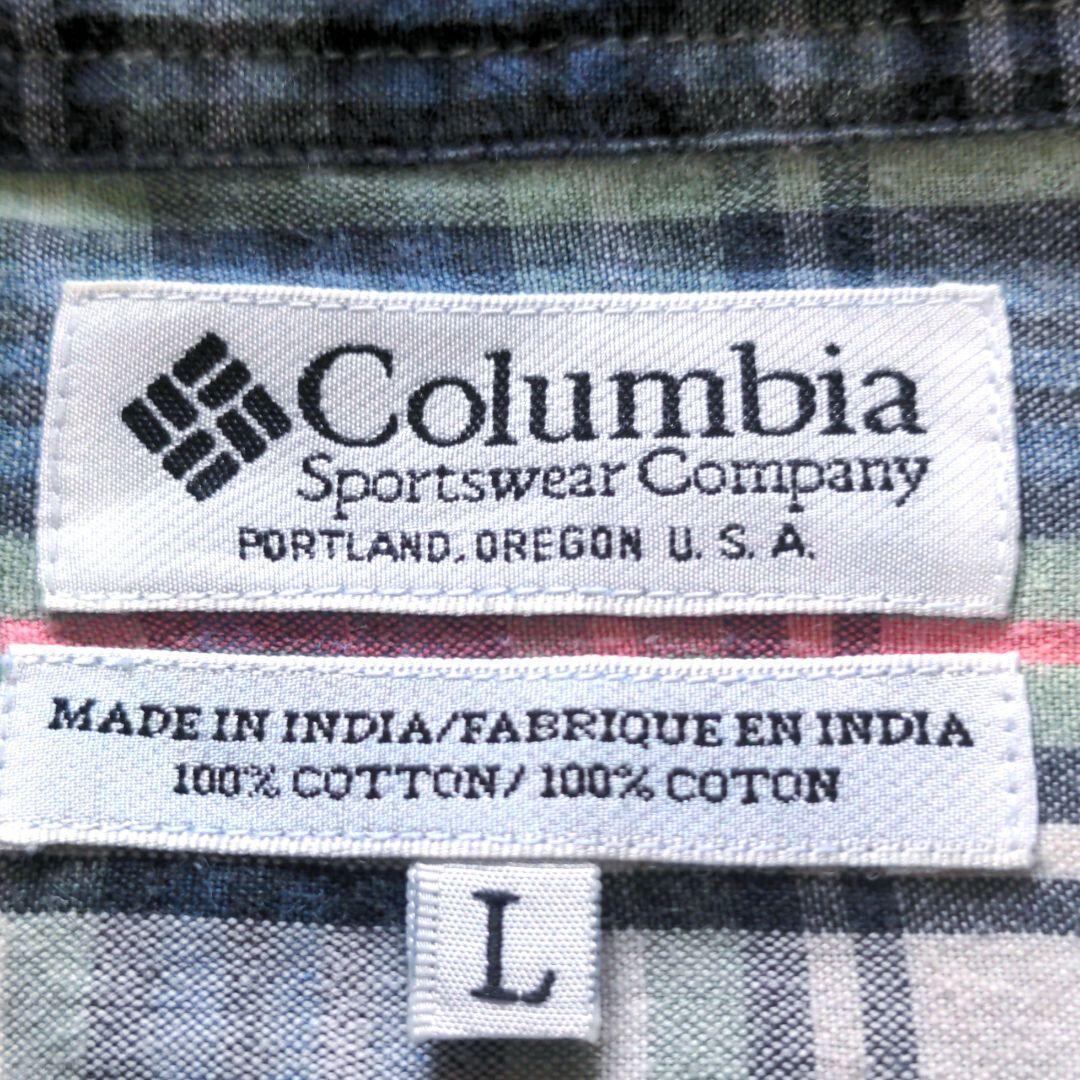 Columbia
Sportswear Company
PORTLAND, OREGON U. S. A.
MADE IN INDIA/FABRIQUE EN INDIA
100% COTTON/ 100% COTON
L